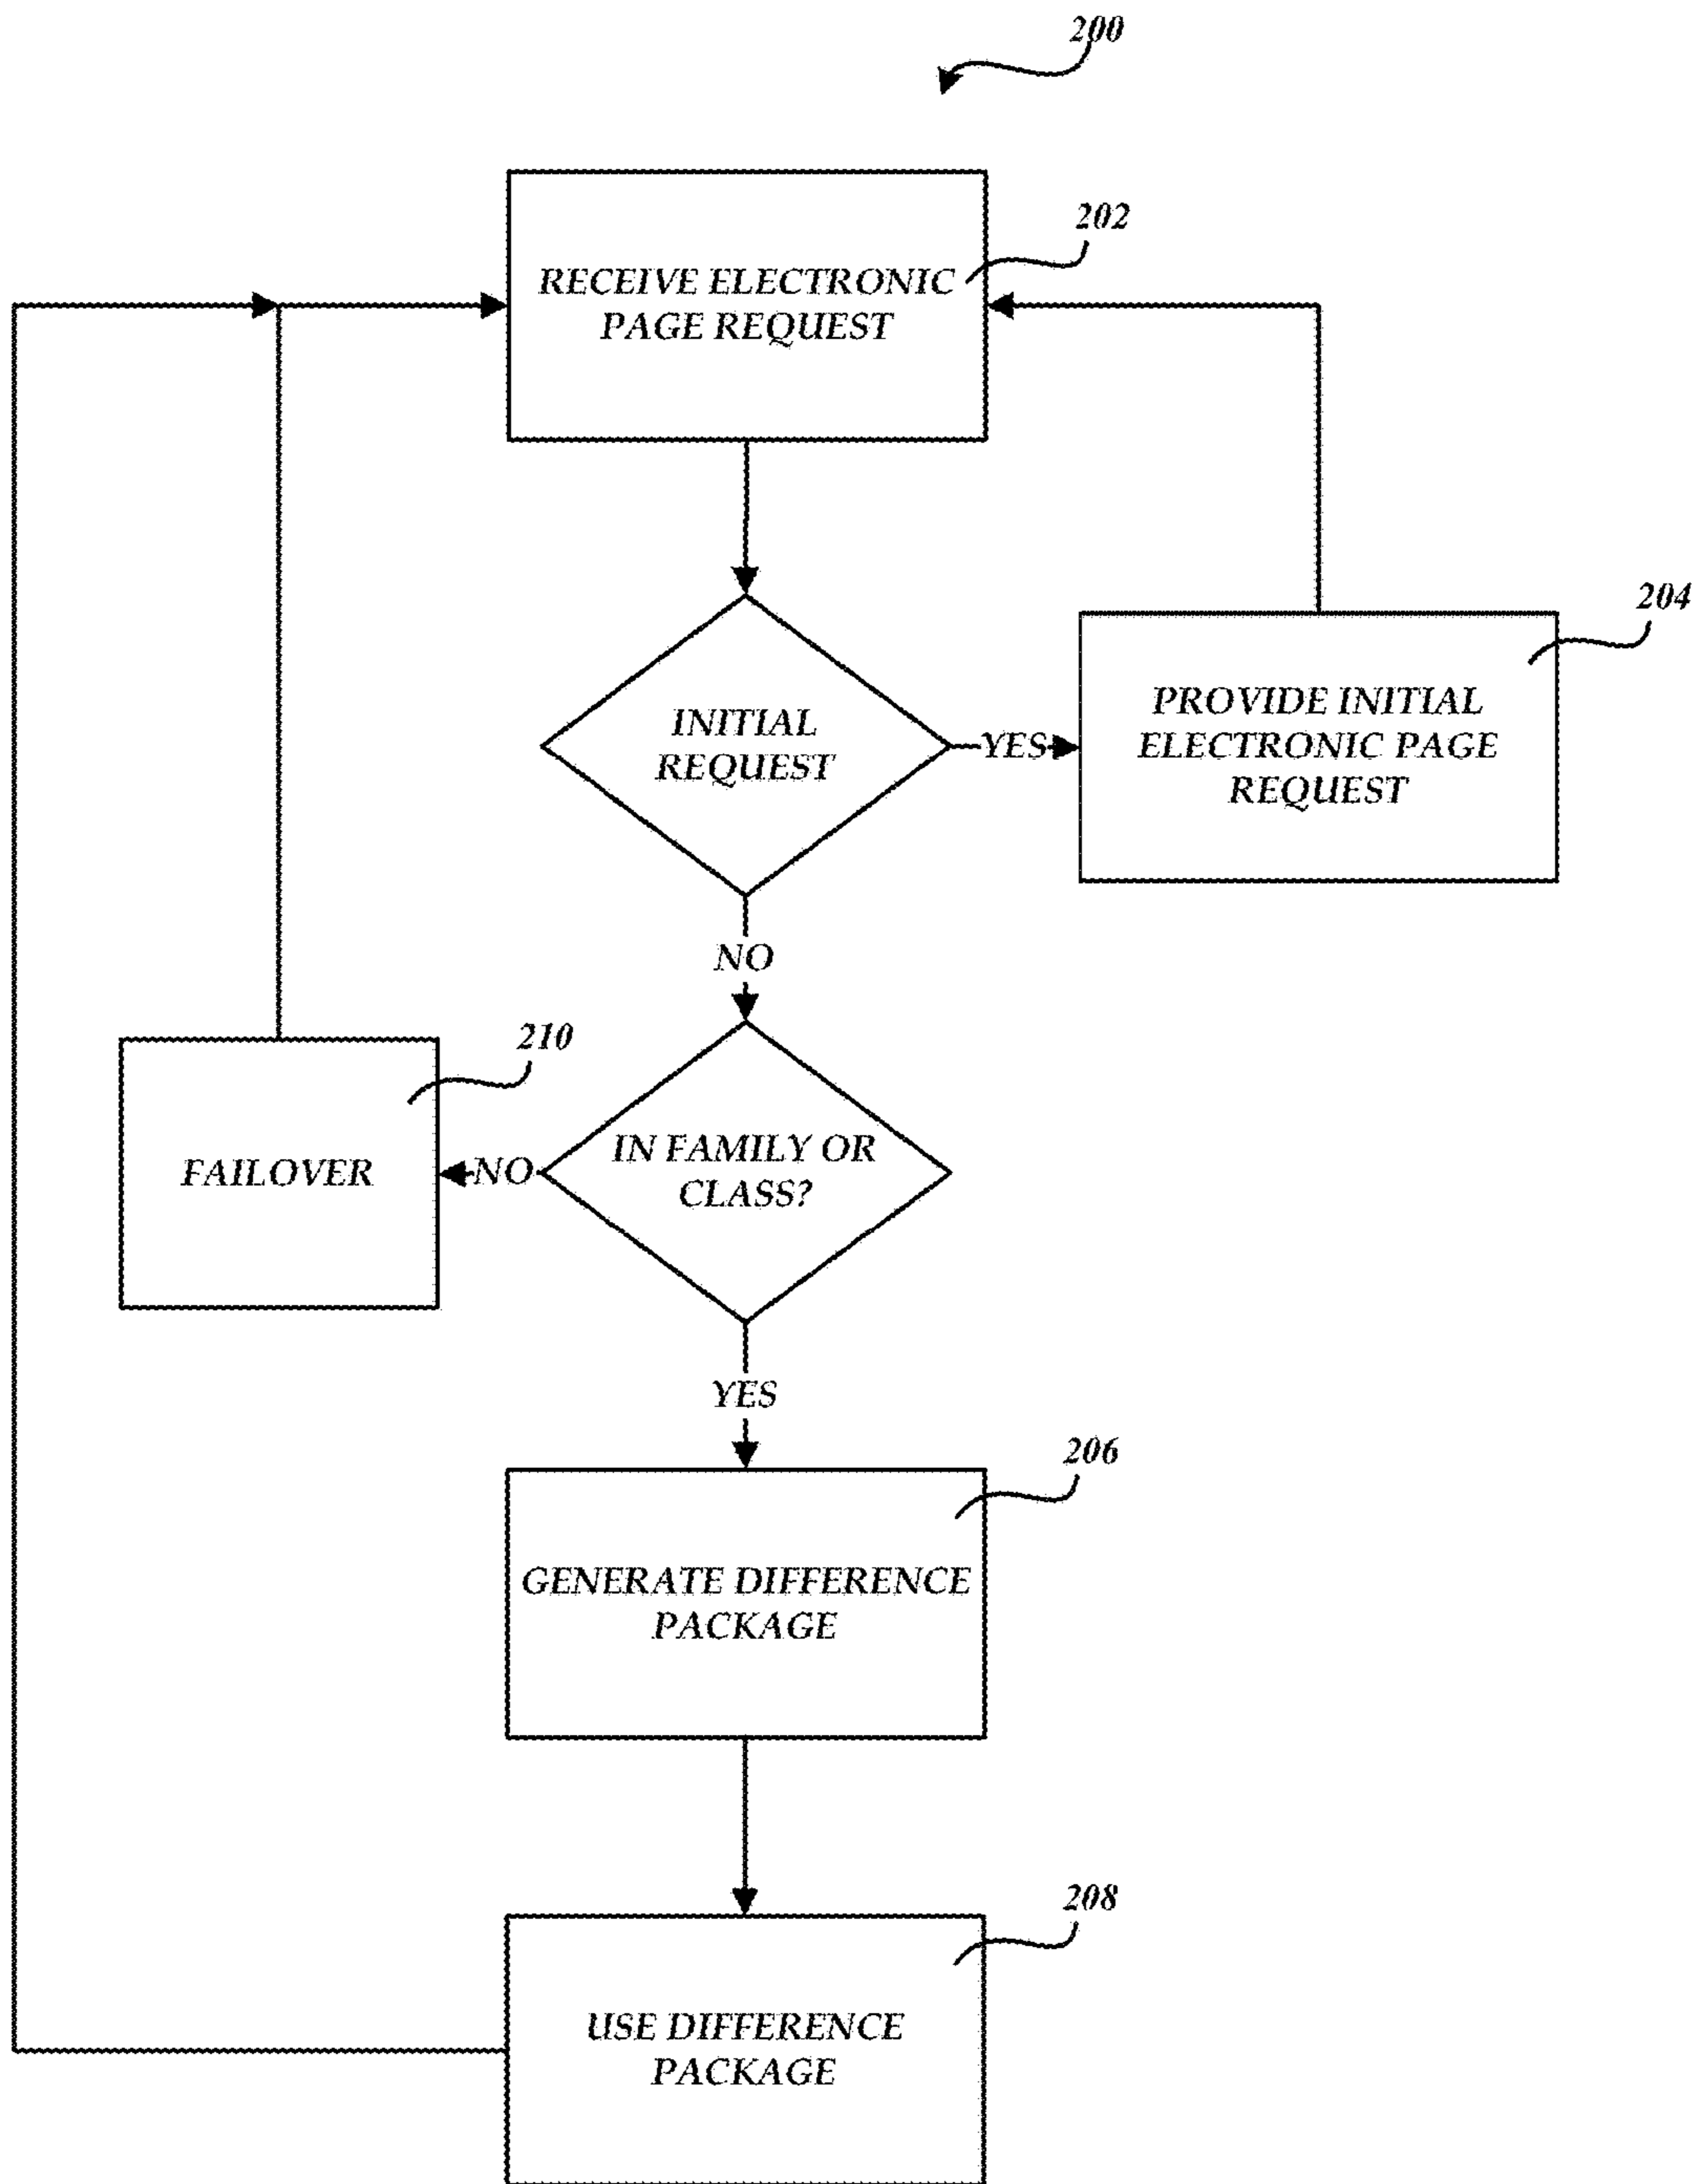 200
202
RECEIVE ELECTRONIC
PAGE REQUEST
204
INITIAL
REQUEST
YES
PROVIDE INITIAL
ELECTRONIC PAGE
REQUEST
NO
210
FAILOVER
NO
IN FAMILY OR
CLASS?
YES
206
GENERATE DIFFERENCE
PACKAGE
208
USE DIFFERENCE
PACKAGE